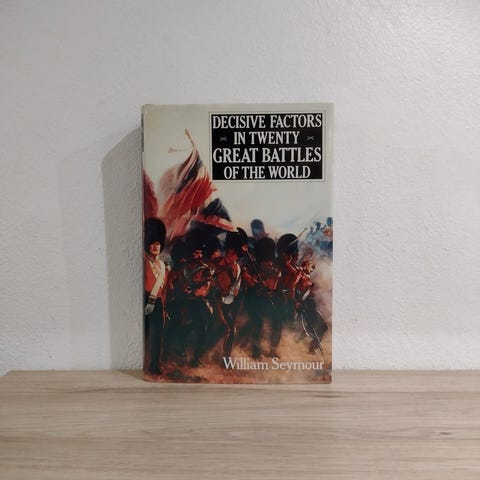 DECISIVE FACTORS
IN TWENTY
GREAT BATTLES
OF THE WORLD
William Seymour